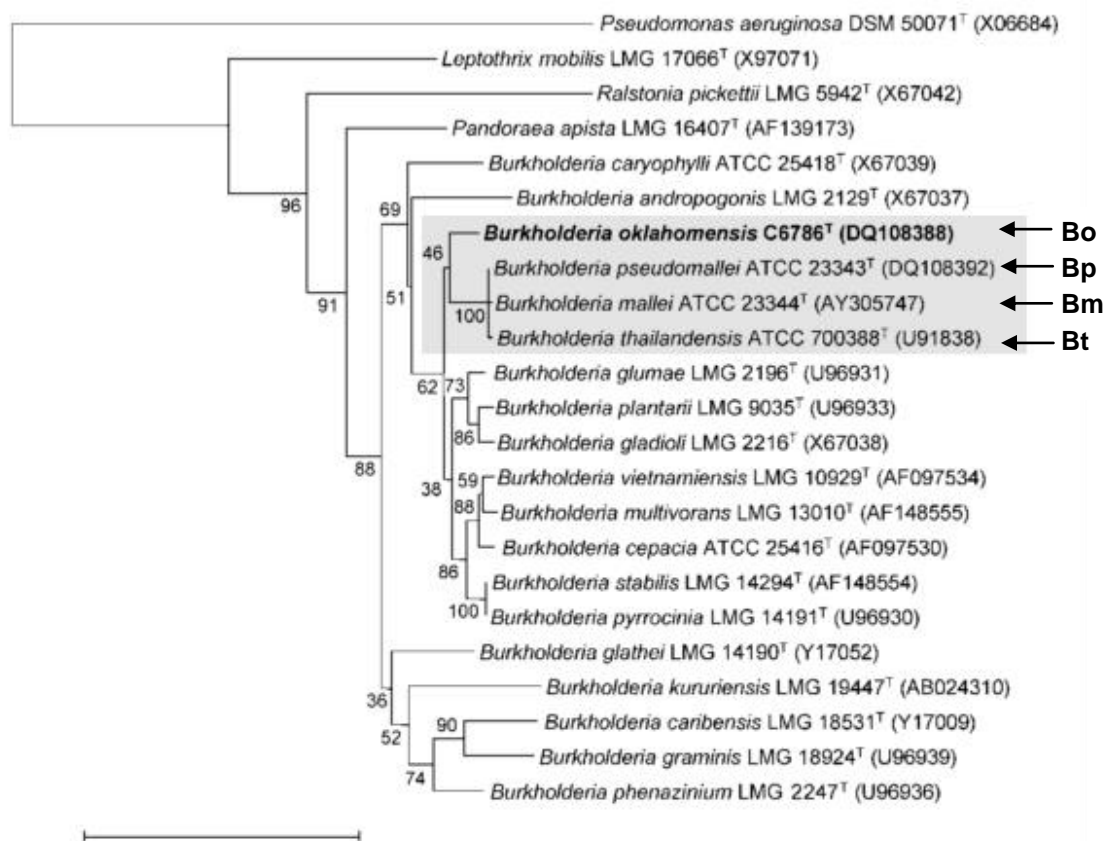 Pseudomonas aeruginosa DSM 50071ᵀ (X06684)
Leptothrix mobilis LMG 17066ᵀ (X97071)
Ralstonia pickettii LMG 5942ᵀ (X67042)
Pandoraea apista LMG 16407ᵀ (AF139173)
Burkholderia caryophylli ATCC 25418ᵀ (X67039)
96
Burkholderia andropogonis LMG 2129ᵀ (X67037)
69
Burkholderia oklahomensis C6786ᵀ (DQ108388) Bo
46
Burkholderia pseudomallei ATCC 23343ᵀ (DQ108392) Bp
51
91
Burkholderia mallei ATCC 23344ᵀ (AY305747) Bm
100
Burkholderia thailandensis ATCC 700388ᵀ (U91838) Bt
Burkholderia glumae LMG 2196ᵀ (U96931)
62 73
Burkholderia plantarii LMG 9035ᵀ (U96933)
86
Burkholderia gladioli LMG 2216ᵀ (X67038)
88
Burkholderia vietnamiensis LMG 10929ᵀ (AF097534)
38 59
88
Burkholderia multivorans LMG 13010ᵀ (AF148555)
Burkholderia cepacia ATCC 25416ᵀ (AF097530)
86
Burkholderia stabilis LMG 14294ᵀ (AF148554)
100
Burkholderia pyrrocinia LMG 14191ᵀ (U96930)
Burkholderia glathei LMG 14190ᵀ (Y17052)
36
Burkholderia kururiensis LMG 19447ᵀ (AB024310)
52 90
Burkholderia caribensis LMG 18531ᵀ (Y17009)
Burkholderia graminis LMG 18924ᵀ (U96939)
74
Burkholderia phenazinium LMG 2247ᵀ (U96936)